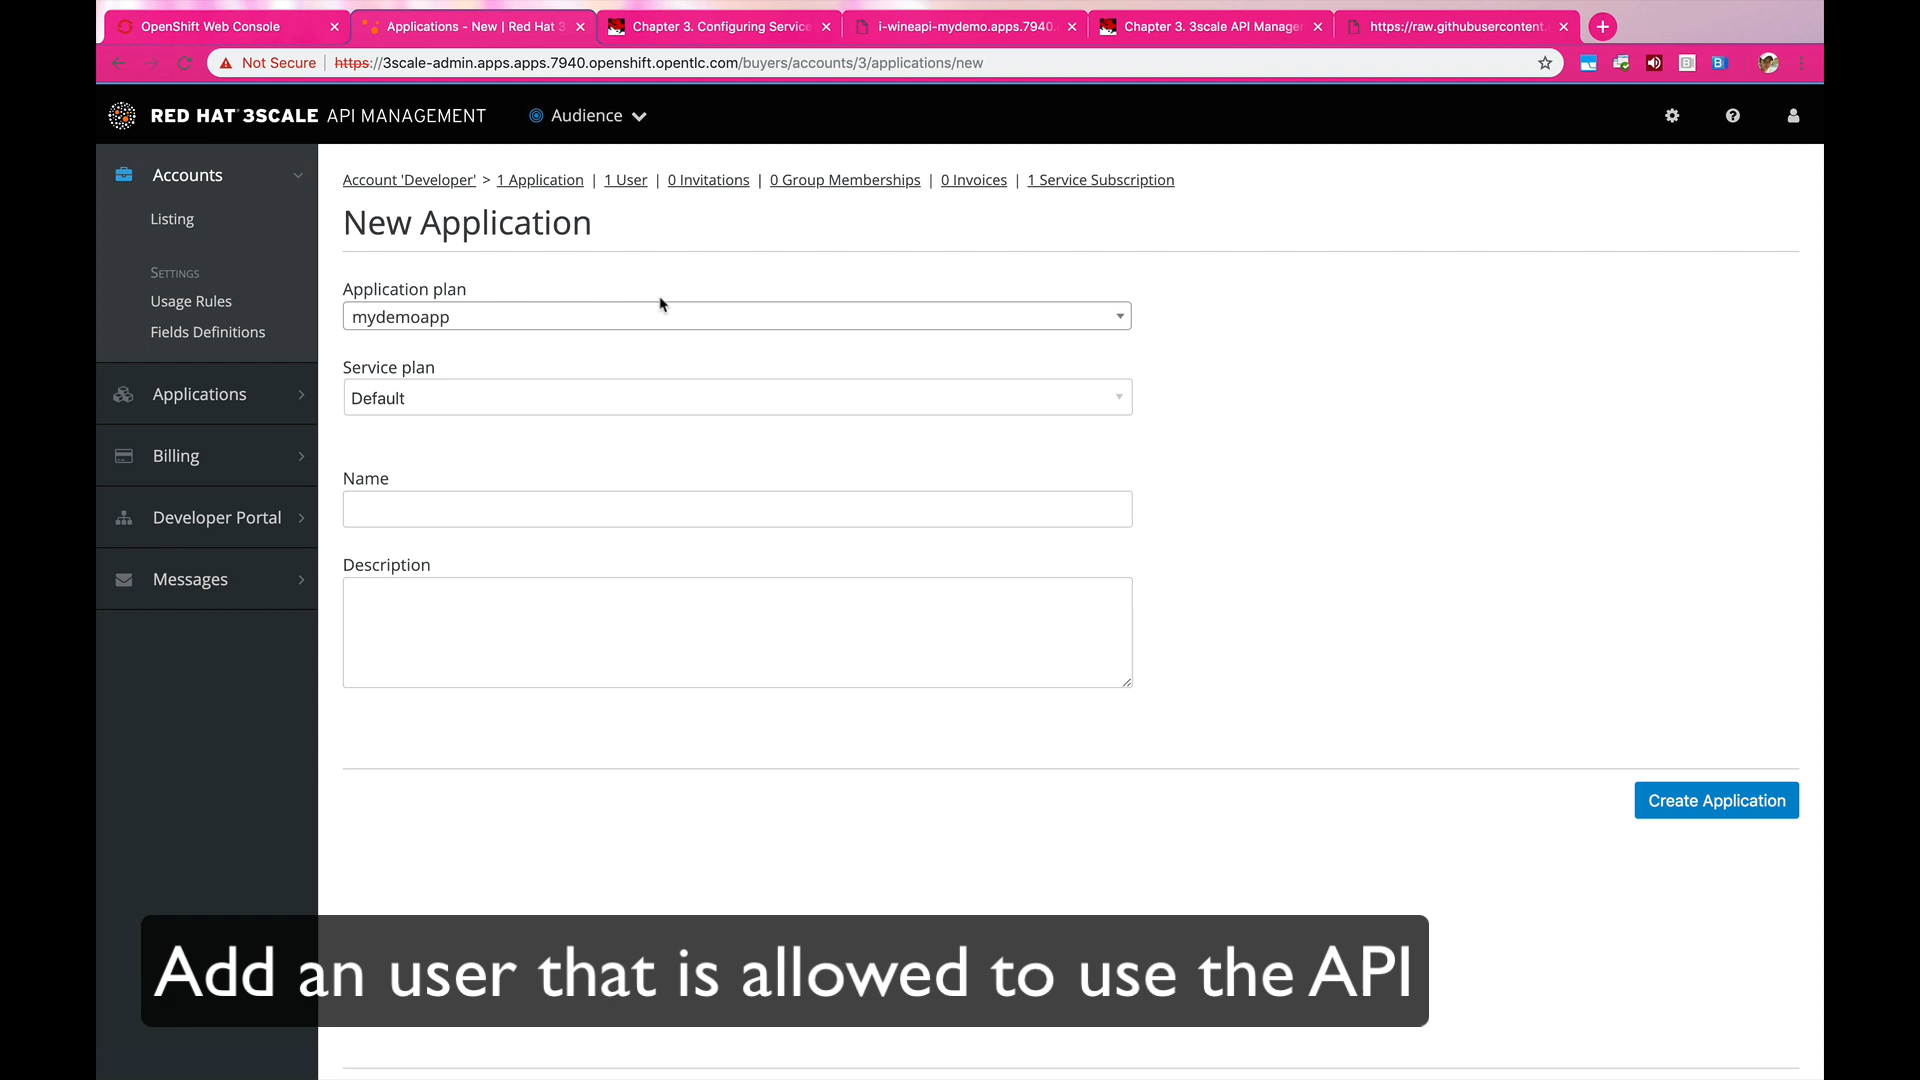 OpenShift Web Console
Applications - New | Red Hat 3
Chapter 3. Configuring Service
i-wineapi-mydemo.apps.7940.
Chapter 3. 3scale API Manage
https://raw.githubusercontent.
Not Secure | https://3scale-admin.apps.apps.7940.openshift.opentlc.com/buyers/accounts/3/applications/new
RED HAT 3SCALE API MANAGEMENT
Audience
Accounts
Listing
SETTINGS
Usage Rules
Fields Definitions
Applications
Billing
Developer Portal
Messages
Account 'Developer' > 1 Application | 1 User | 0 Invitations | 0 Group Memberships | 0 Invoices | 1 Service Subscription
New Application
Application plan
mydemoapp
Service plan
Default
Name
Description
Create Application
Add an user that is allowed to use the API